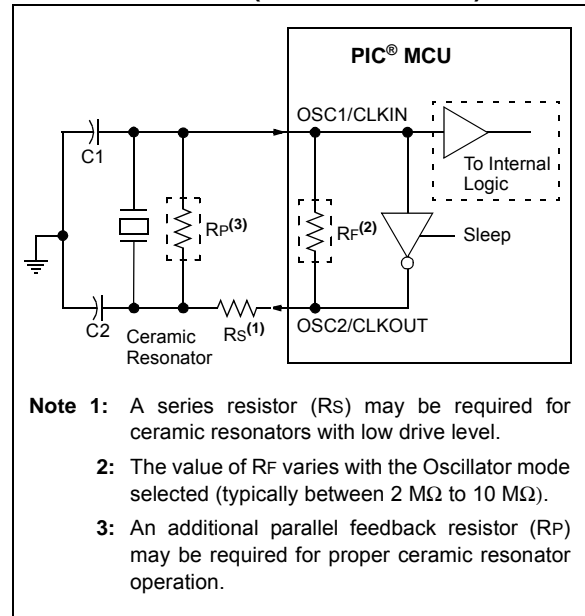 PIC® MCU
OSC1/CLKIN
C1
To Internal
Logic
RP(3)
RF(2)
Sleep
C2
Ceramic
Resonator
RS(1)
OSC2/CLKOUT
Note 1: A series resistor (RS) may be required for
ceramic resonators with low drive level.
2: The value of RF varies with the Oscillator mode
selected (typically between 2 MΩ to 10 MΩ).
3: An additional parallel feedback resistor (RP)
may be required for proper ceramic resonator
operation.